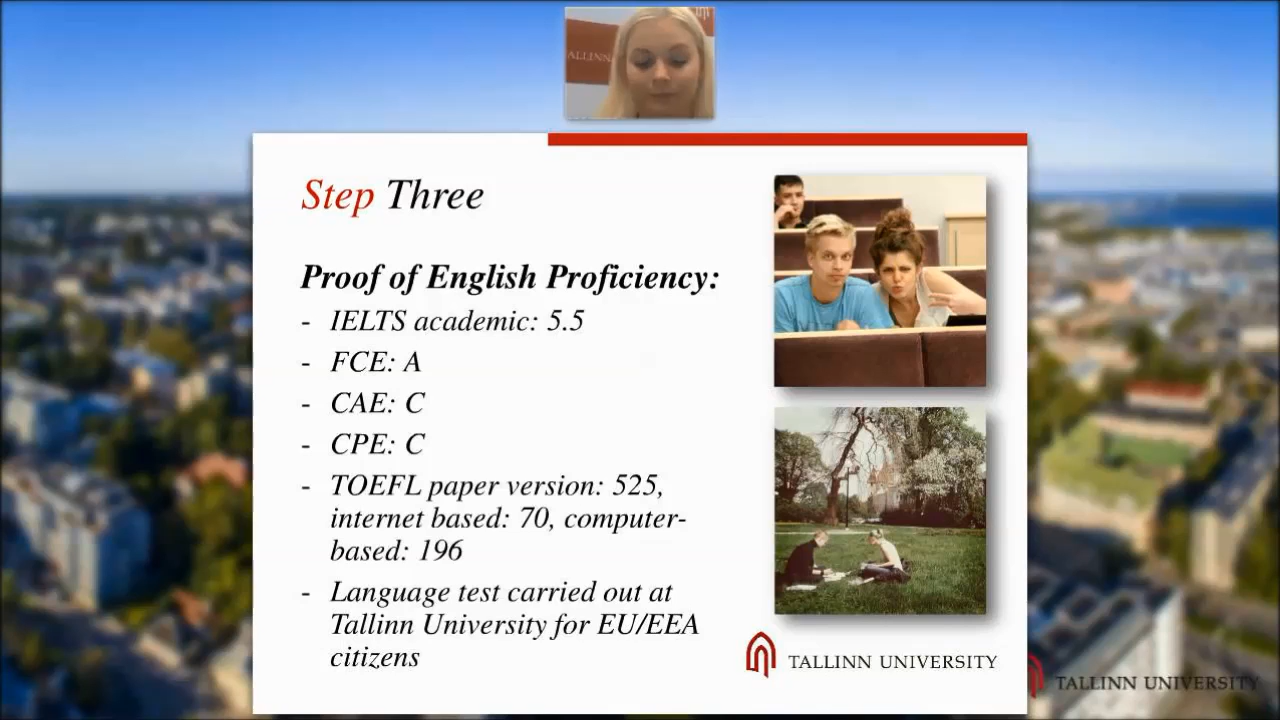 ALLINN
Step Three
Proof of English Proficiency:
- IELTS academic: 5.5
- FCE: A
- CAE: C
- CPE: C
- TOEFL paper version: 525,
internet based: 70, computer-
based: 196
- Language test carried out at
Tallinn University for EU/EEA
citizens
TALLINN UNIVERSITY
TALLINN UNIVERSITY